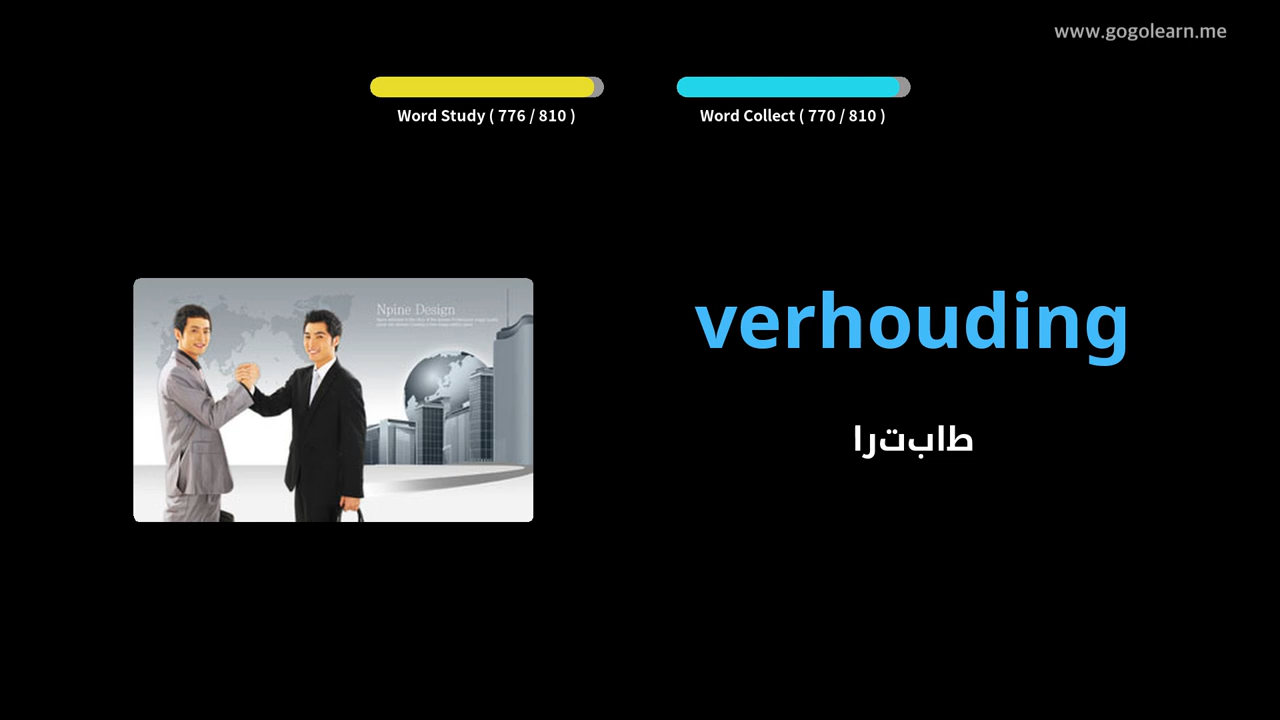 www.gogolearn.me
Word Study ( 776 / 810 )
Word Collect ( 770 / 810 )
Npine Design
verhouding
ارتباط